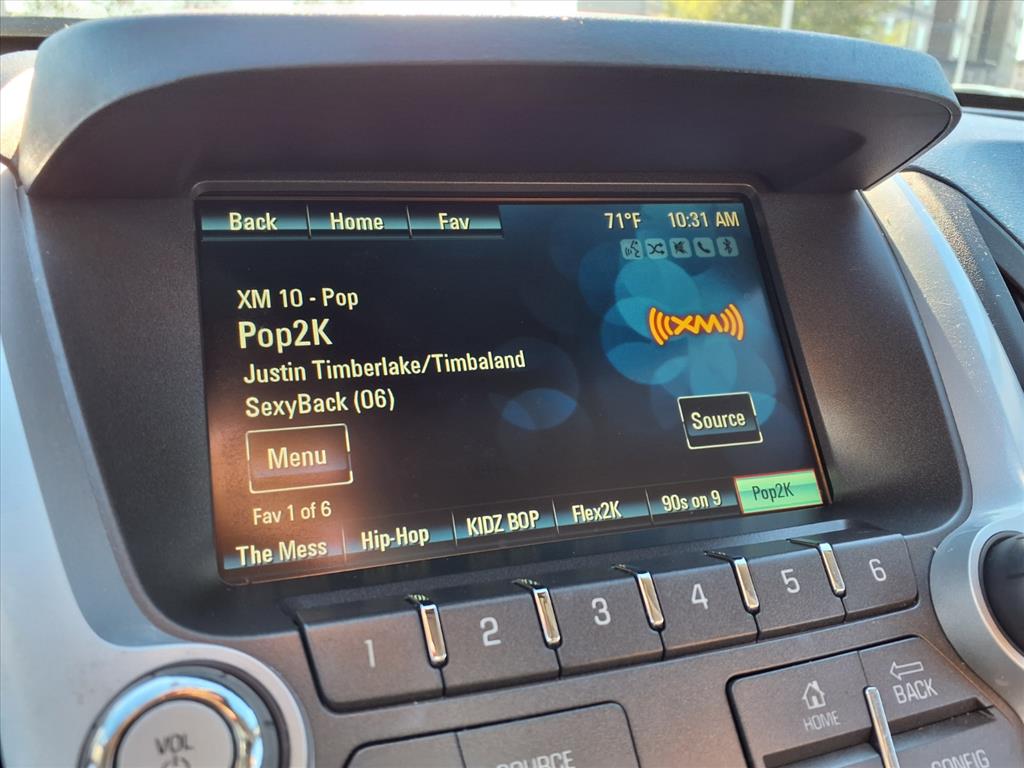 Back Home Fav 71°F 10:31 AM
XM 10 - Pop
Pop2K
Justin Timberlake/Timbaland
SexyBack (06)
(((XM)))
Menu
Source
Fav 1 of 6
The Mess Hip-Hop KIDZ BOP Flex2K 90s on 9 Pop2K
1 2 3 4 5 6
VOL
SOURCE
HOME
BACK
CONFIG